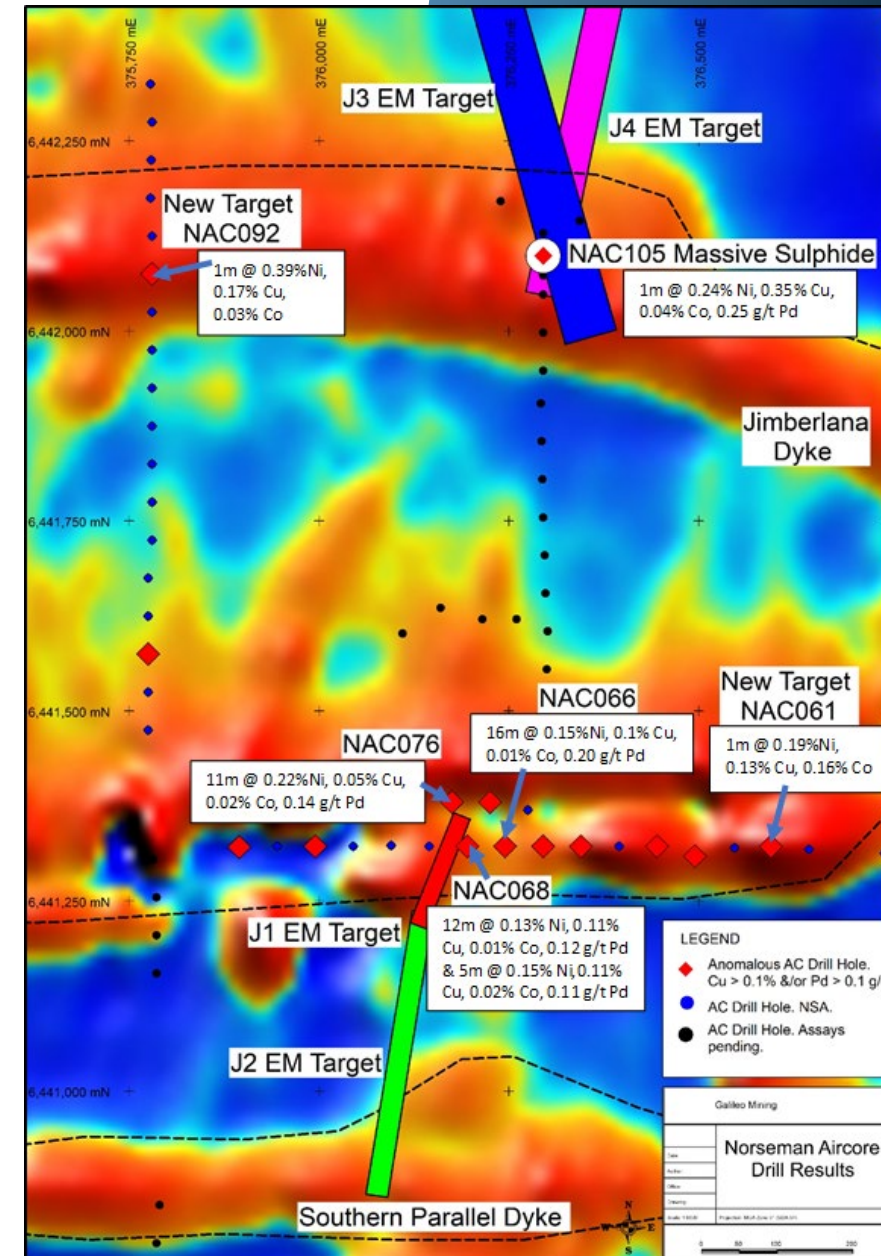 375,750 mE
376,000 mE
376,250 mE
376,500 mE
J3 EM Target
J4 EM Target
6,442,250 mN
New Target
NAC092
1m @ 0.39%Ni,
0.17% Cu,
0.03% Co
NAC105 Massive Sulphide
1m @ 0.24% Ni, 0.35% Cu,
0.04% Co, 0.25 g/t Pd
6,442,000 mN
Jimberlana
Dyke
6,441,750 mN
6,441,500 mN
NAC066
16m @ 0.15%Ni, 0.1% Cu,
0.01% Co, 0.20 g/t Pd
New Target
NAC061
1m @ 0.19%Ni,
0.13% Cu, 0.16% Co
NAC076
11m @ 0.22%Ni, 0.05% Cu,
0.02% Co, 0.14 g/t Pd
6,441,250 mN
NAC068
12m @ 0.13% Ni, 0.11%
Cu, 0.01% Co, 0.12 g/t Pd
& 5m @ 0.15% Ni, 0.11%
Cu, 0.02% Co, 0.11 g/t Pd
J1 EM Target
J2 EM Target
6,441,000 mN
Southern Parallel Dyke
LEGEND
Anomalous AC Drill Hole.
Cu > 0.1% &/or Pd > 0.1 g/
AC Drill Hole. NSA.
AC Drill Hole. Assays
pending.
Galileo Mining
Norseman Aircore
Drill Results
N
W
E
S
0
50
100
200